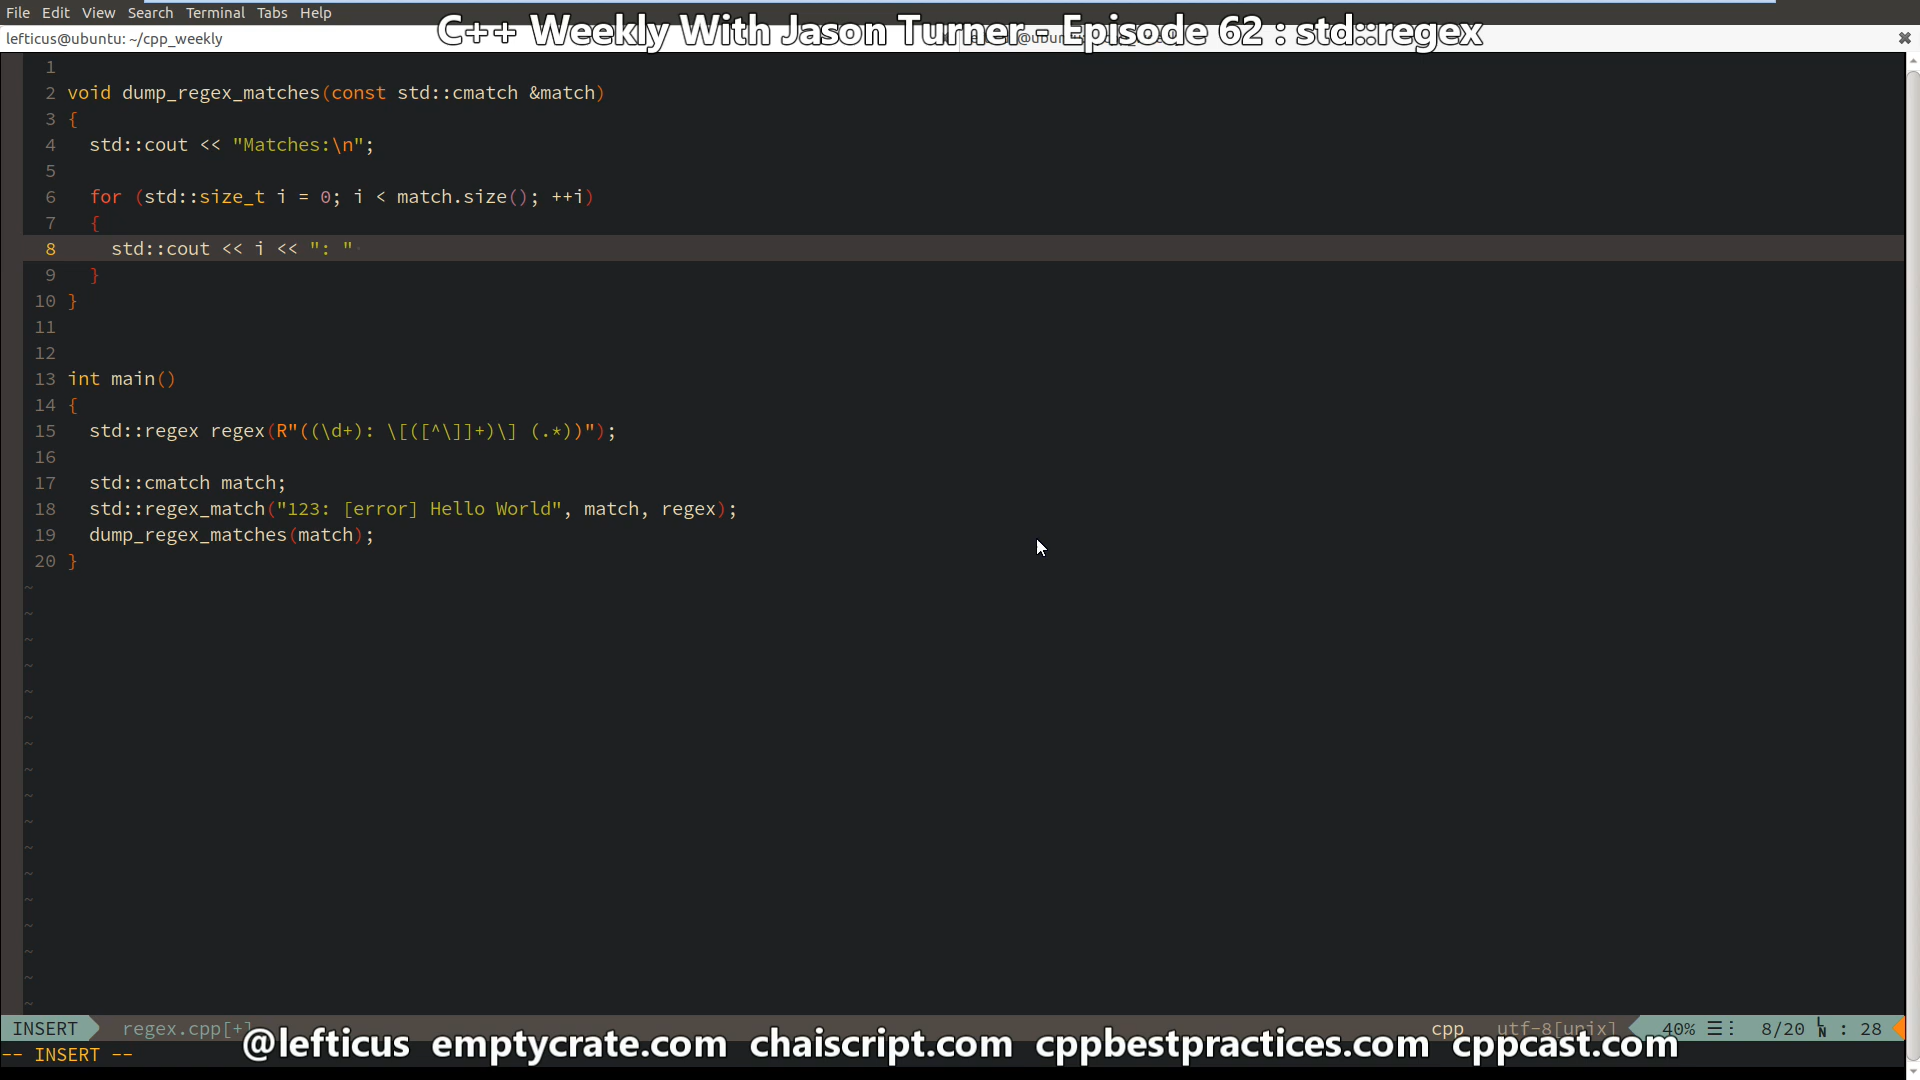 File Edit View Search Terminal Tabs Help
C++ Weekly With Jason Turner - Episode 62 : std::regex
lefticus@ubuntu: ~/cpp_weekly
1
2 void dump_regex_matches(const std::cmatch &match)
3 {
4   std::cout << "Matches:\n";
5
6   for (std::size_t i = 0; i < match.size(); ++i)
7   {
8     std::cout << i << ": "
9   }
10 }
11
12
13 int main()
14 {
15   std::regex regex(R"((\d+): \[([^\]]+)\] (.*))");
16
17   std::cmatch match;
18   std::regex_match("123: [error] Hello World", match, regex);
19   dump_regex_matches(match);
20 }
INSERT regex.cpp[+] cpp utf-8[unix] 40% 8/20 : 28
-- INSERT --
@lefticus emptycrate.com chaiscript.com cppbestpractices.com cppcast.com